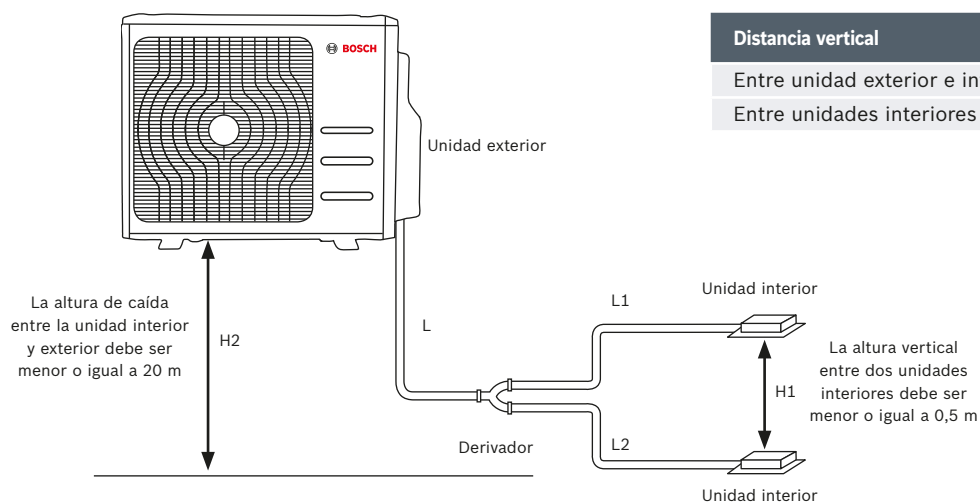 BOSCH
Distancia vertical
Entre unidad exterior e in
Entre unidades interiores
Unidad exterior
La altura de caída
entre la unidad interior
y exterior debe ser
menor o igual a 20 m
H2
L
L1
Unidad interior
La altura vertical
entre dos unidades
interiores debe ser
menor o igual a 0,5 m
H1
Derivador
L2
Unidad interior